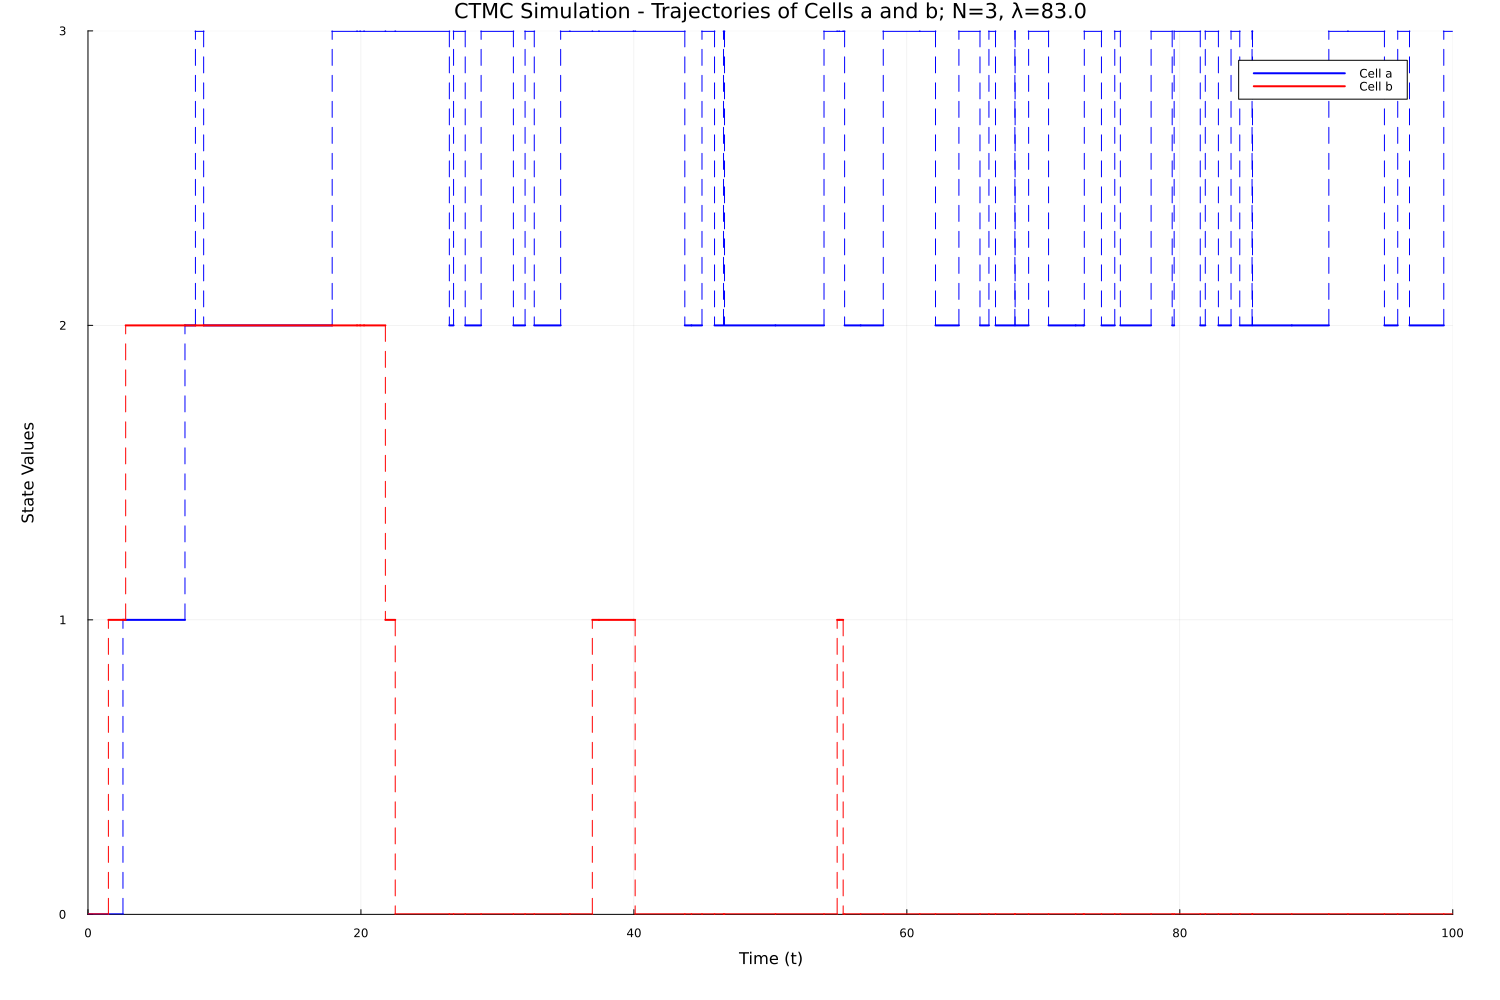 CTMC Simulation - Trajectories of Cells a and b; N=3, λ=83.0
3
Cell a
Cell b
2
State Values
1
0
0 20 40 60 80 100
Time (t)